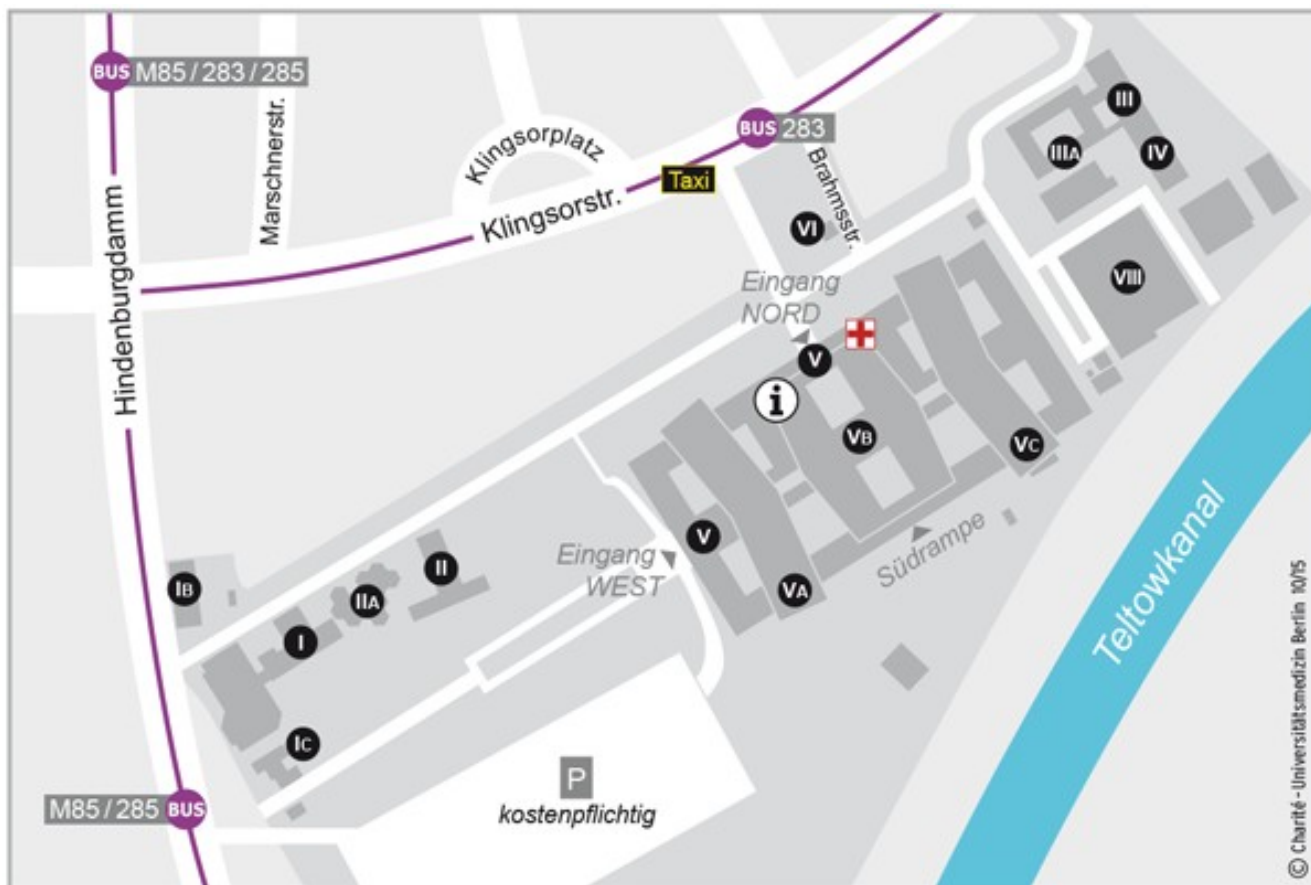 BUS M85 / 283 / 285
Marschnerstr.
Hindenburgdamm
Klingsorplatz
Klingsorstr.
Taxi
BUS 283
Brahmsstr.
III
IIIA
IV
VI
VIII
Eingang
NORD
V
i
VB
VC
V
VA
Eingang
WEST
Südrampe
Teltowkanal
IB
II
IIA
I
IC
M85 / 285 BUS
P
kostenpflichtig
© Charité - Universitätsmedizin Berlin 10/15